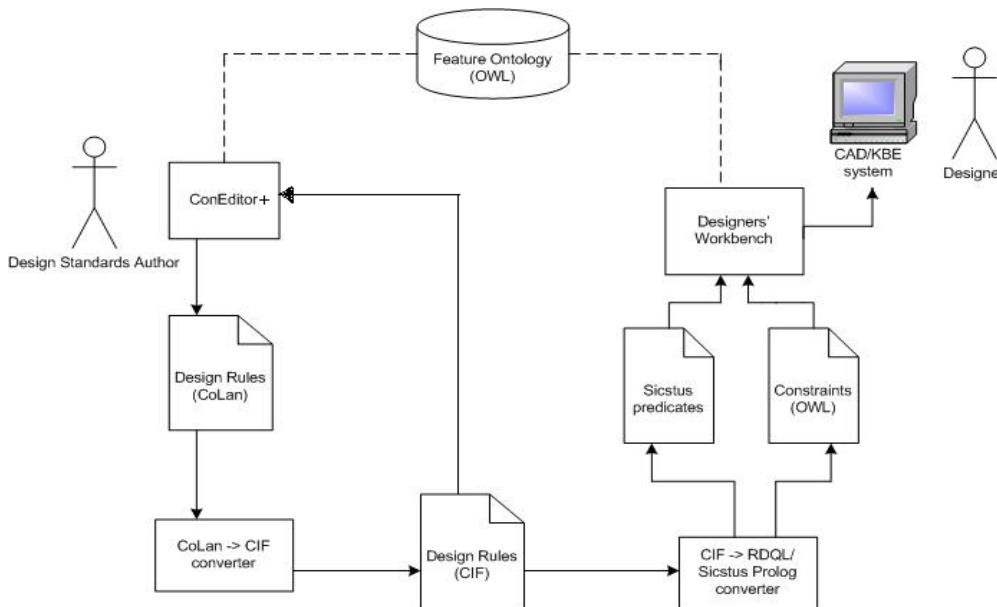 Feature Ontology
(OWL)
CAD/KBE
system
Designe
ConEditor+
Design Standards Author
Designers'
Workbench
Design Rules
(CoLan)
Sicstus
predicates
Constraints
(OWL)
CoLan -> CIF
converter
Design Rules
(CIF)
CIF -> RDQL/
Sicstus Prolog
converter